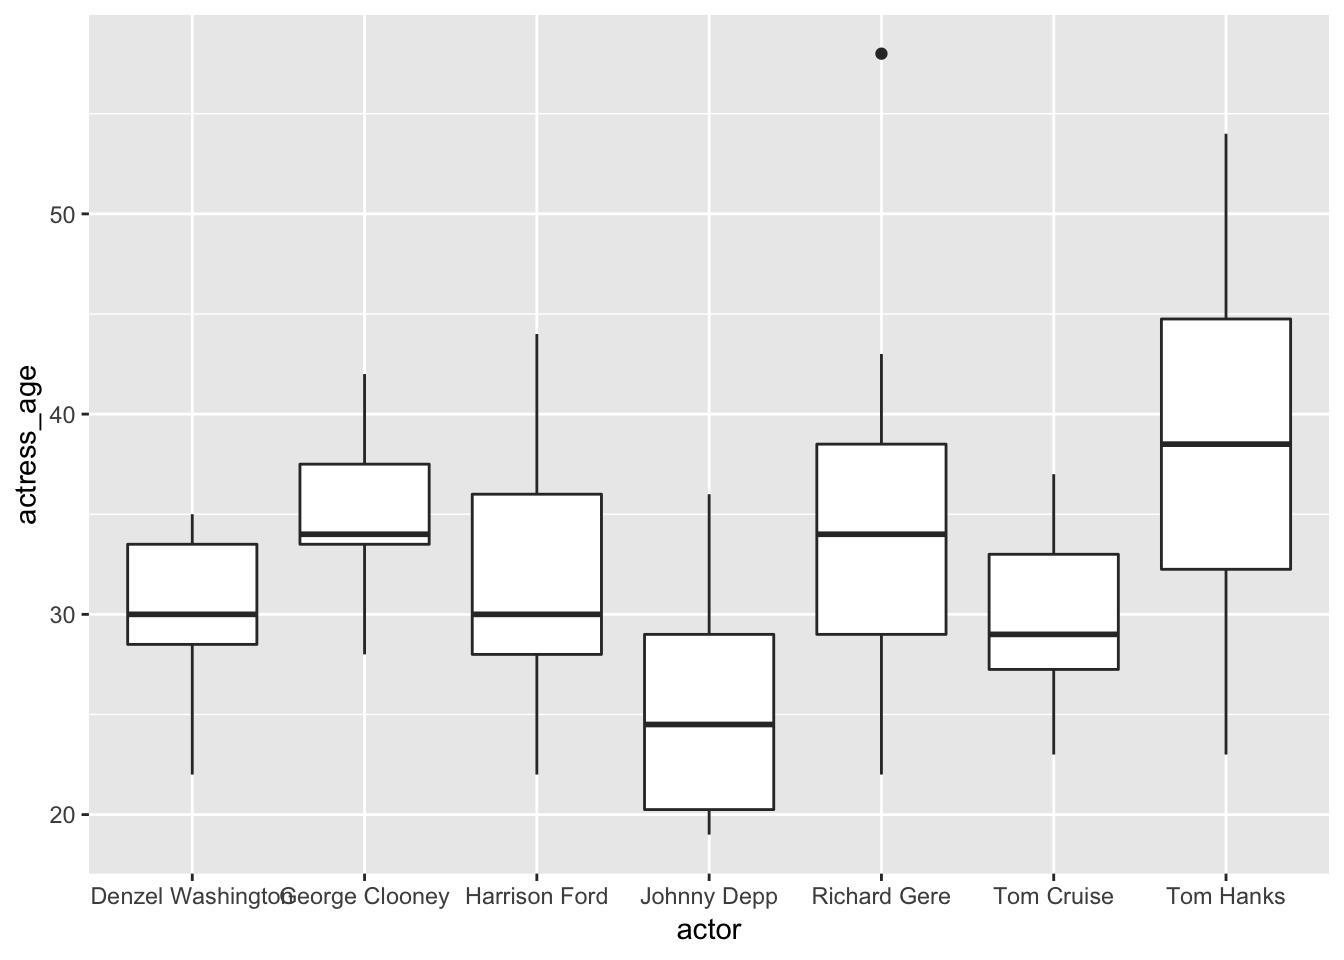 actress_age
50
40
30
20
Denzel Washington George Clooney Harrison Ford Johnny Depp Richard Gere Tom Cruise Tom Hanks
actor